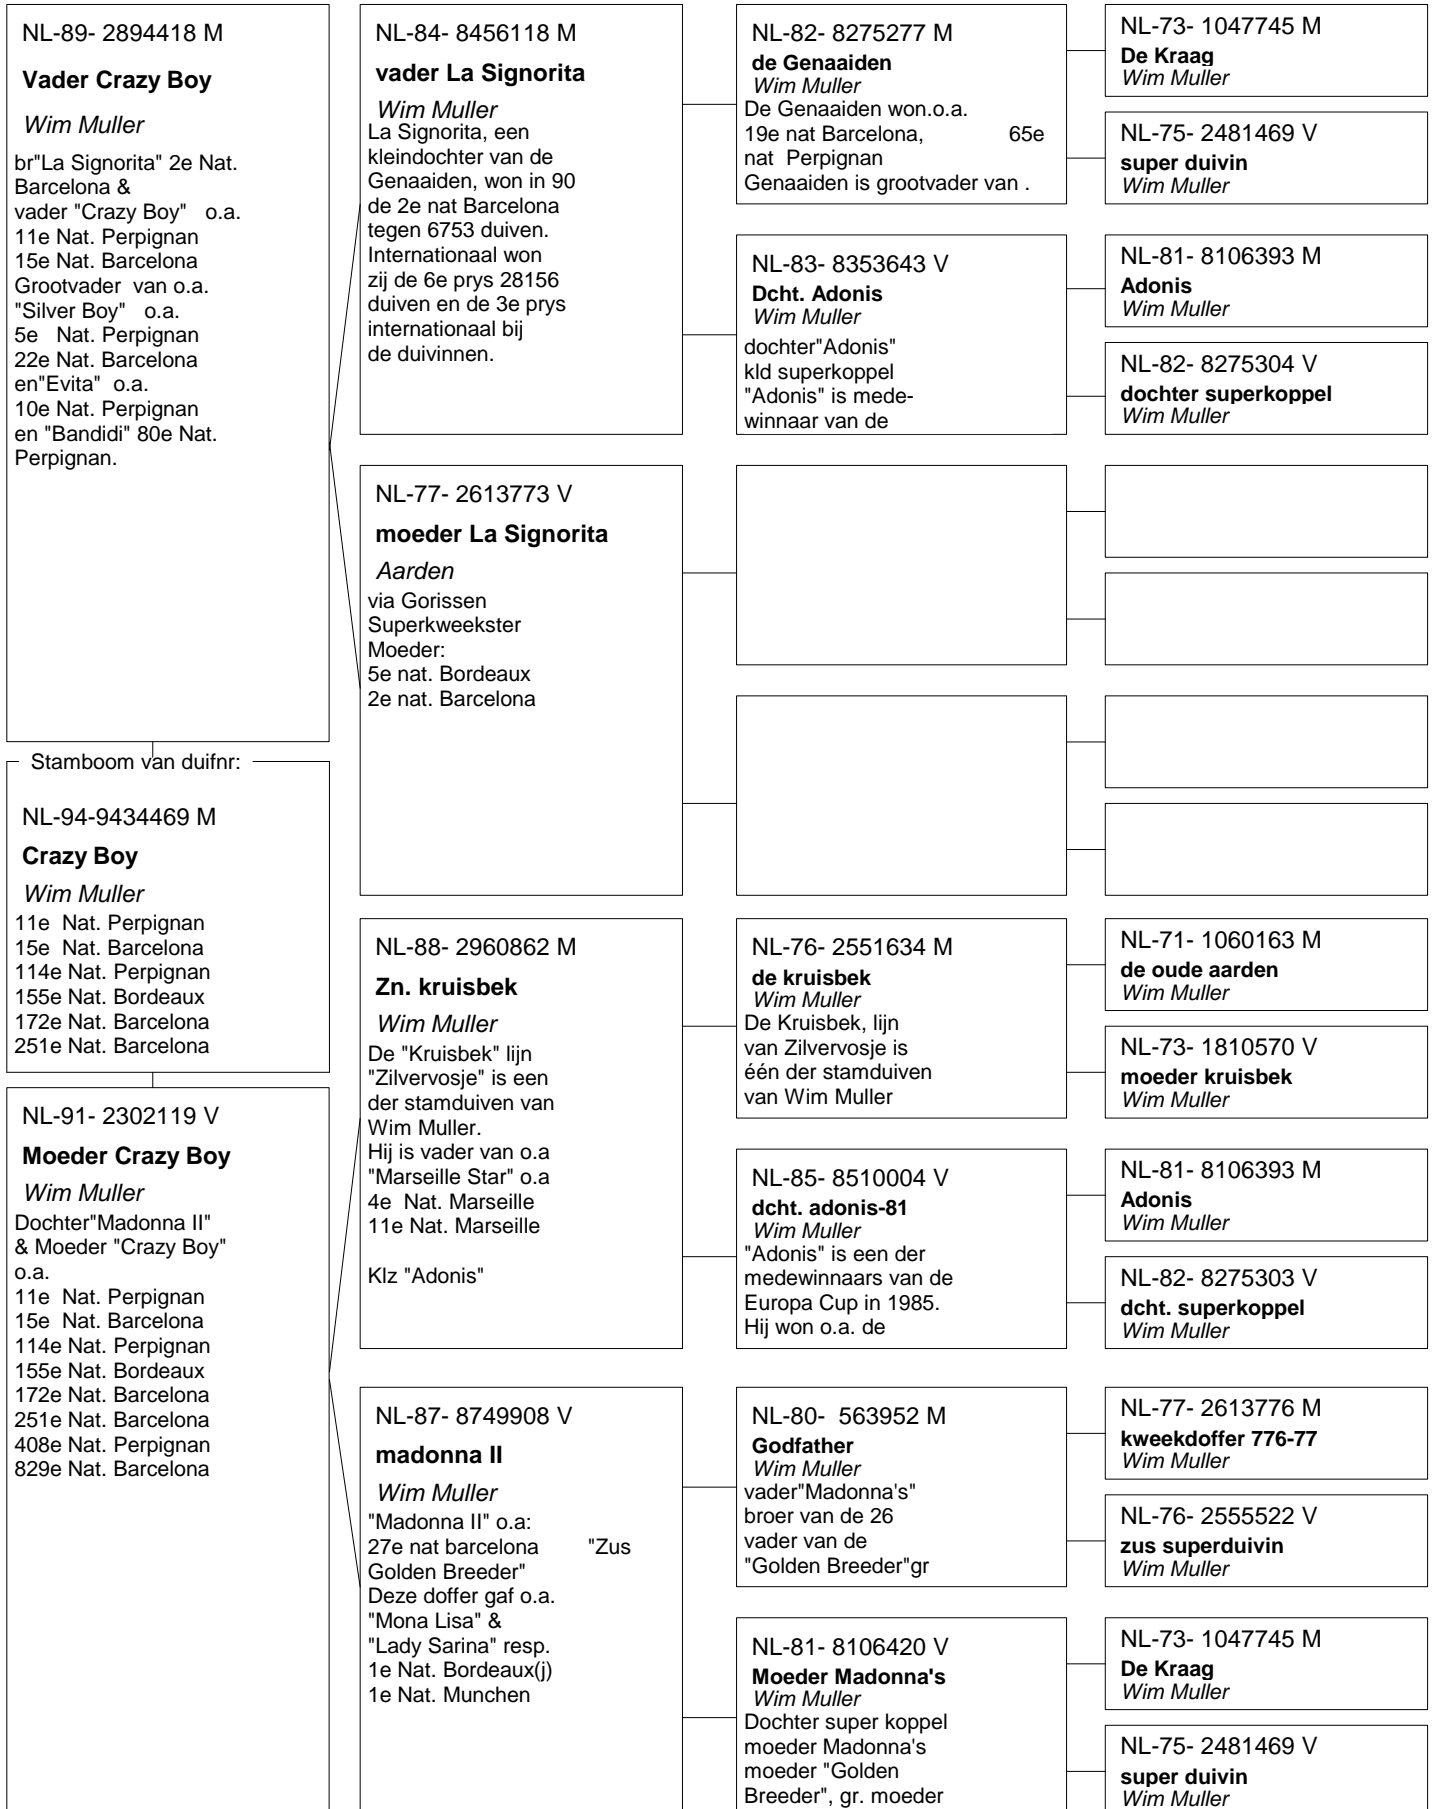 NL-89- 2894418 M
Vader Crazy Boy
Wim Muller
br"La Signorita" 2e Nat.
Barcelona &
vader "Crazy Boy" o.a.
11e Nat. Perpignan
15e Nat. Barcelona
Grootvader van o.a.
"Silver Boy" o.a.
5e Nat. Perpignan
22e Nat. Barcelona
en"Evita" o.a.
10e Nat. Perpignan
en "Bandidi" 80e Nat.
Perpignan.
Stamboom van duifnr:
NL-94-9434469 M
Crazy Boy
Wim Muller
11e Nat. Perpignan
15e Nat. Barcelona
114e Nat. Perpignan
155e Nat. Bordeaux
172e Nat. Barcelona
251e Nat. Barcelona
NL-91- 2302119 V
Moeder Crazy Boy
Wim Muller
Dochter"Madonna II"
& Moeder "Crazy Boy"
o.a.
11e Nat. Perpignan
15e Nat. Barcelona
114e Nat. Perpignan
155e Nat. Bordeaux
172e Nat. Barcelona
251e Nat. Barcelona
408e Nat. Perpignan
829e Nat. Barcelona
NL-84- 8456118 M
vader La Signorita
Wim Muller
La Signorita, een
kleindochter van de
Genaaiden, won in 90
de 2e nat Barcelona
tegen 6753 duiven.
Internationaal won
zij de 6e prys 28156
duiven en de 3e prys
internationaal bij
de duivinnen.
NL-77- 2613773 V
moeder La Signorita
Aarden
via Gorissen
Superkweekster
Moeder:
5e nat. Bordeaux
2e nat. Barcelona
NL-88- 2960862 M
Zn. kruisbek
Wim Muller
De "Kruisbek" lijn
"Zilvervosje" is een
der stamduiven van
Wim Muller.
Hij is vader van o.a
"Marseille Star" o.a
4e Nat. Marseille
11e Nat. Marseille
Klz "Adonis"
NL-87- 8749908 V
madonna II
Wim Muller
"Madonna II" o.a:
27e nat barcelona "Zus
Golden Breeder"
Deze doffer gaf o.a.
"Mona Lisa" &
"Lady Sarina" resp.
1e Nat. Bordeaux(j)
1e Nat. Munchen
NL-82- 8275277 M
de Genaaiden
Wim Muller
De Genaaiden won.o.a.
19e nat Barcelona, 65e
nat Perpignan
Genaaiden is grootvader van .
NL-83- 8353643 V
Dcht. Adonis
Wim Muller
dochter"Adonis"
kld superkoppel
"Adonis" is mede-
winnaar van de
NL-76- 2551634 M
de kruisbek
Wim Muller
De Kruisbek, lijn
van Zilvervosje is
één der stamduiven
van Wim Muller
NL-85- 8510004 V
dcht. adonis-81
Wim Muller
"Adonis" is een der
medewinnaars van de
Europa Cup in 1985.
Hij won o.a. de
NL-80- 563952 M
Godfather
Wim Muller
vader"Madonna's"
broer van de 26
vader van de
"Golden Breeder"gr
NL-81- 8106420 V
Moeder Madonna's
Wim Muller
Dochter super koppel
moeder Madonna's
moeder "Golden
Breeder", gr. moeder
NL-73- 1047745 M
De Kraag
Wim Muller
NL-75- 2481469 V
super duivin
Wim Muller
NL-81- 8106393 M
Adonis
Wim Muller
NL-82- 8275304 V
dochter superkoppel
Wim Muller
NL-71- 1060163 M
de oude aarden
Wim Muller
NL-73- 1810570 V
moeder kruisbek
Wim Muller
NL-81- 8106393 M
Adonis
Wim Muller
NL-82- 8275303 V
dcht. superkoppel
Wim Muller
NL-77- 2613776 M
kweekdoffer 776-77
Wim Muller
NL-76- 2555522 V
zus superduivin
Wim Muller
NL-73- 1047745 M
De Kraag
Wim Muller
NL-75- 2481469 V
super duivin
Wim Muller